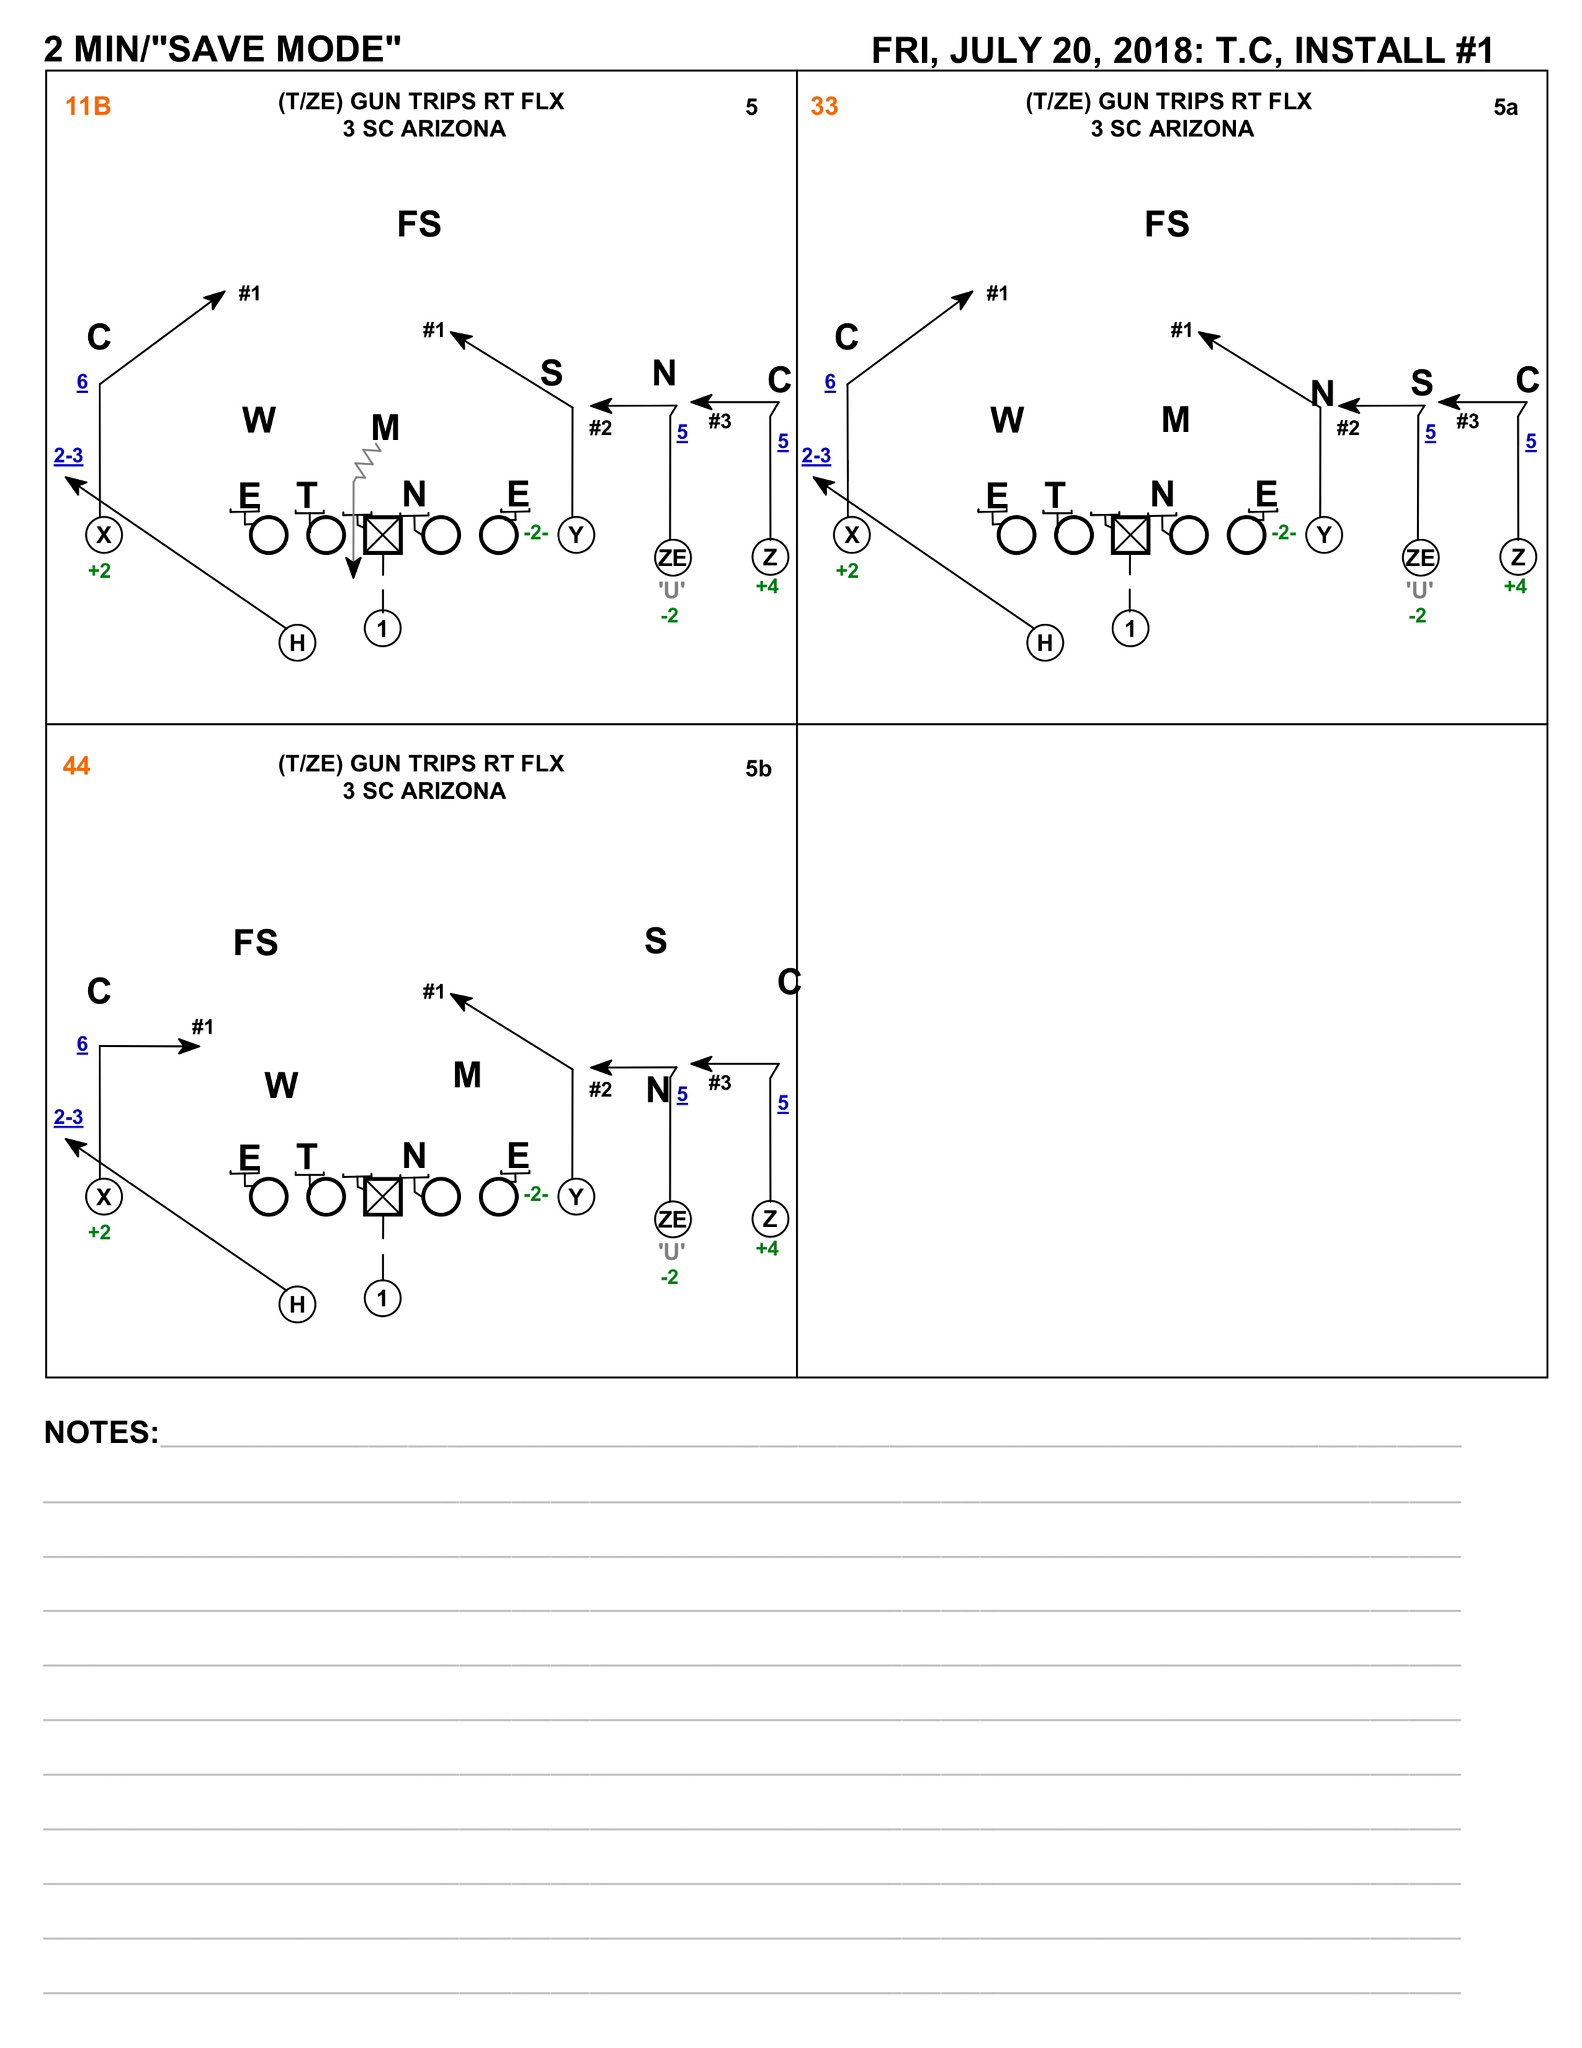 2 MIN/"SAVE MODE" FRI, JULY 20, 2018: T.C, INSTALL #1
11B (T/ZE) GUN TRIPS RT FLX 5
3 SC ARIZONA
FS
#1
#1
C
S N C
6
#2 #3
W M 5 5
2-3
E T N E
X -2- Y
ZE Z
+2 'U' +4
-2
H 1
33 (T/ZE) GUN TRIPS RT FLX 5a
3 SC ARIZONA
FS
#1
#1
C
N S C
6
#2 #3
W M 5 5
2-3
E T N E
X -2- Y
ZE Z
+2 'U' +4
-2
H 1
44 (T/ZE) GUN TRIPS RT FLX 5b
3 SC ARIZONA
FS S
C #1 C
#1
6
W M #2 N 5 #3 5
2-3
E T N E
X -2- Y
ZE Z
+2 'U' +4
-2
H 1
NOTES: